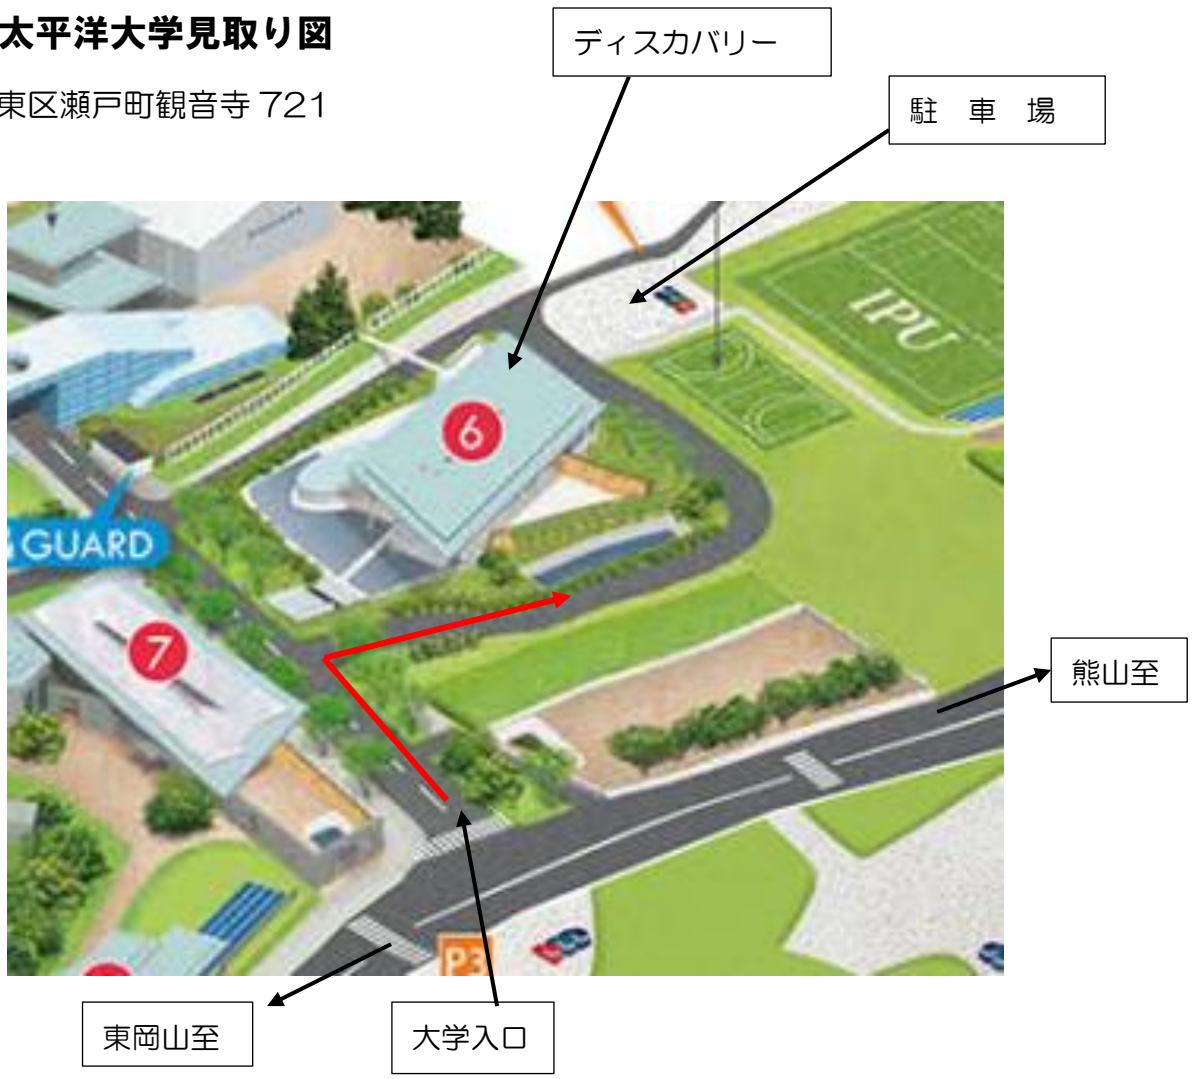 太平洋大学見取り図
東区瀬戸町観音寺 721
ディスカバリー
駐 車 場
IPU
6
GUARD
7
熊山至
P3
東岡山至
大学入口